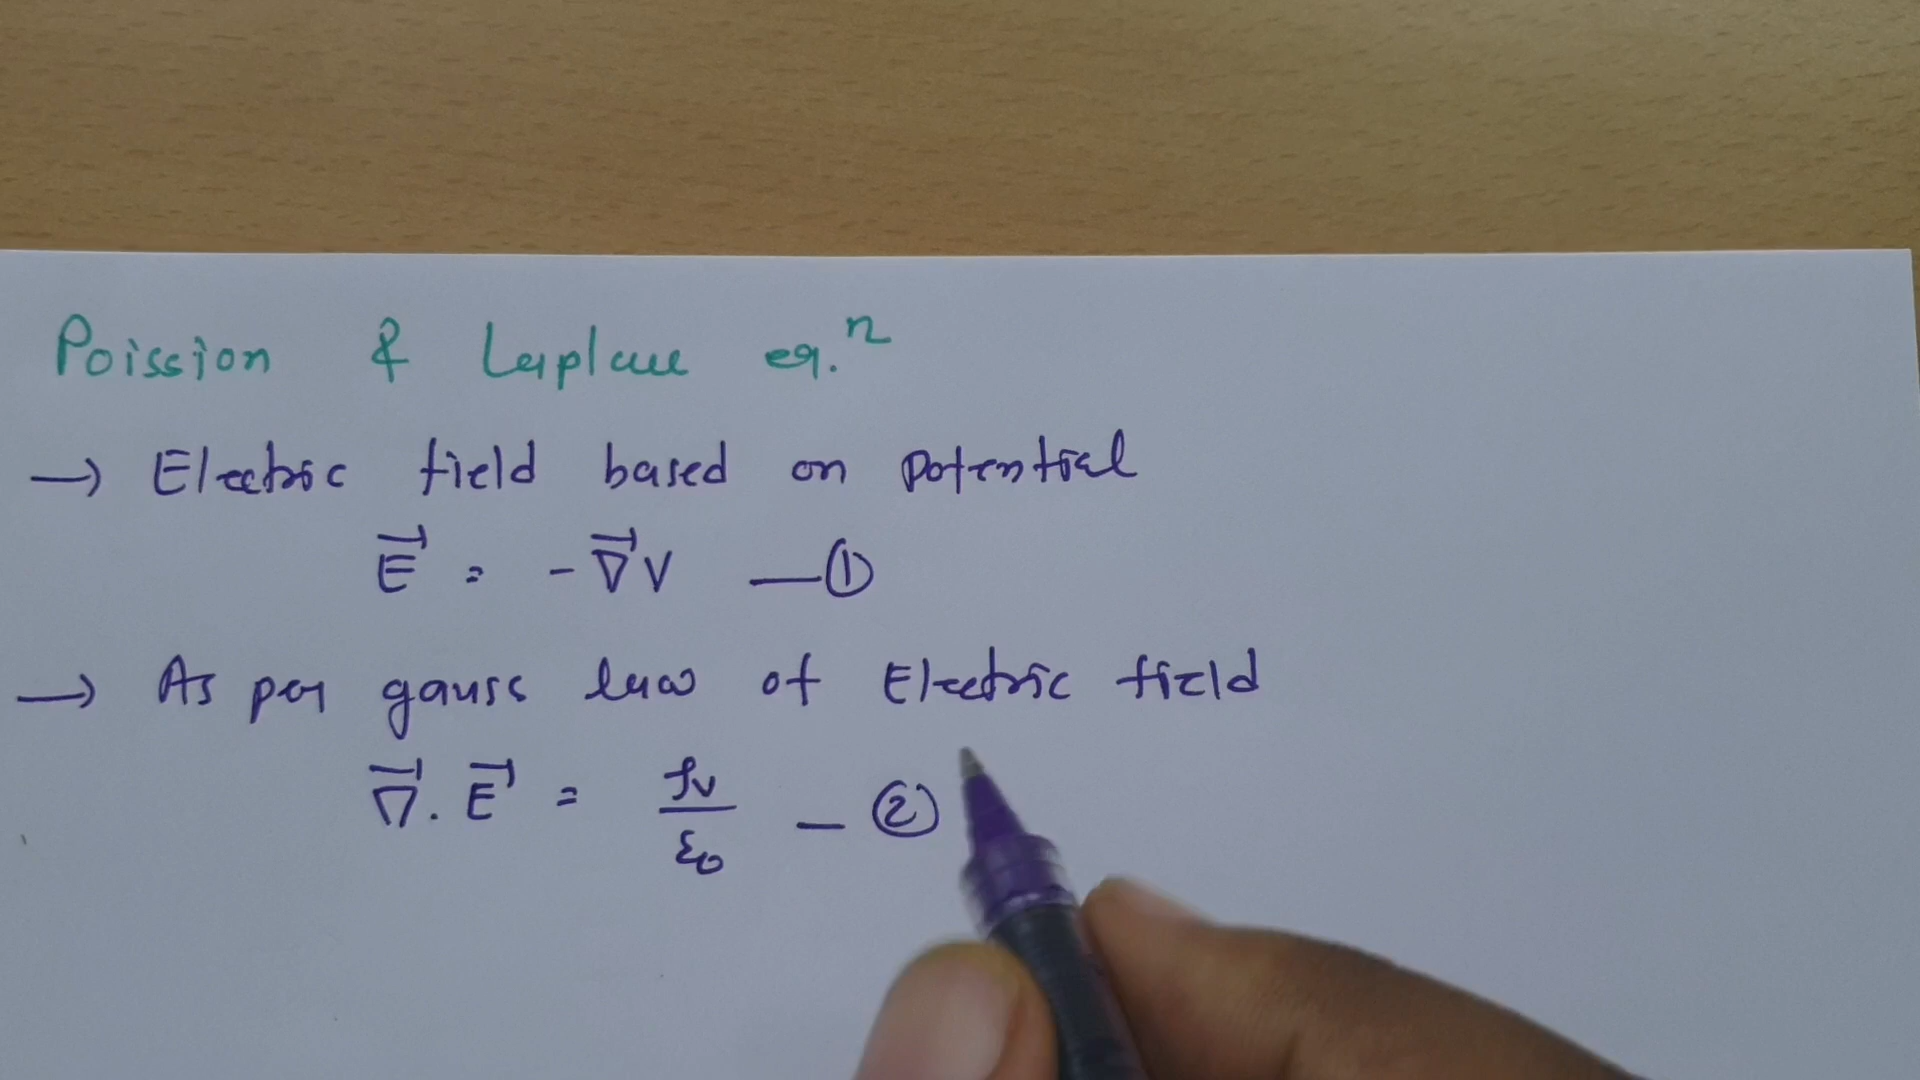 Poission & Laplace eq.ⁿ
→ Electric field based on potential
E⃗ = -∇⃗V —①
→ As per gauss law of Electric field
∇⃗. E⃗ = ρv/ε0 — ②